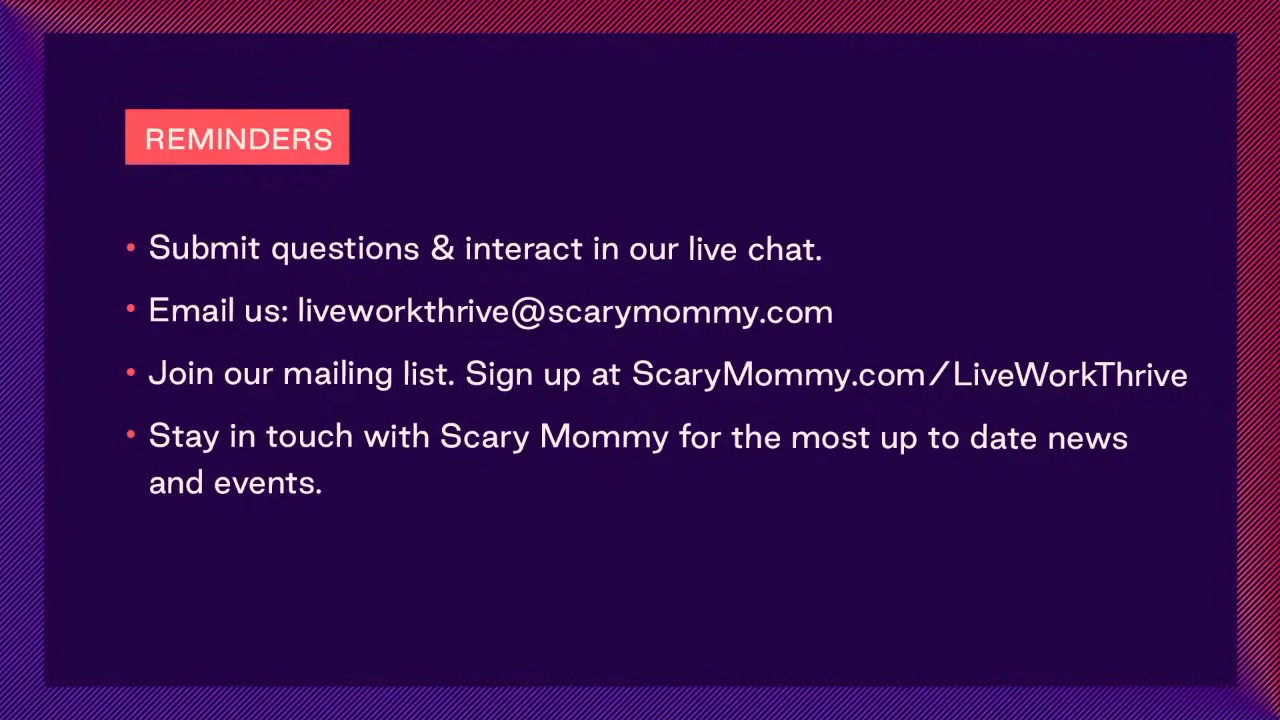 REMINDERS
• Submit questions & interact in our live chat.
• Email us: liveworkthrive@scarymommy.com
• Join our mailing list. Sign up at ScaryMommy.com/LiveWorkThrive
• Stay in touch with Scary Mommy for the most up to date news
and events.